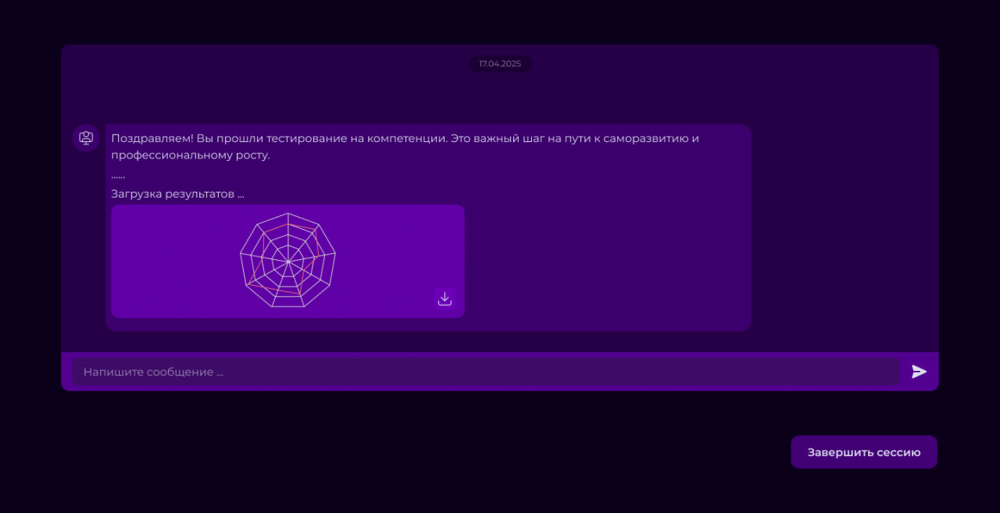 17.04.2025
Поздравляем! Вы прошли тестирование на компетенции. Это важный шаг на пути к саморазвитию и
профессиональному росту.
......
Загрузка результатов ...
Напишите сообщение ...
Завершить сессию